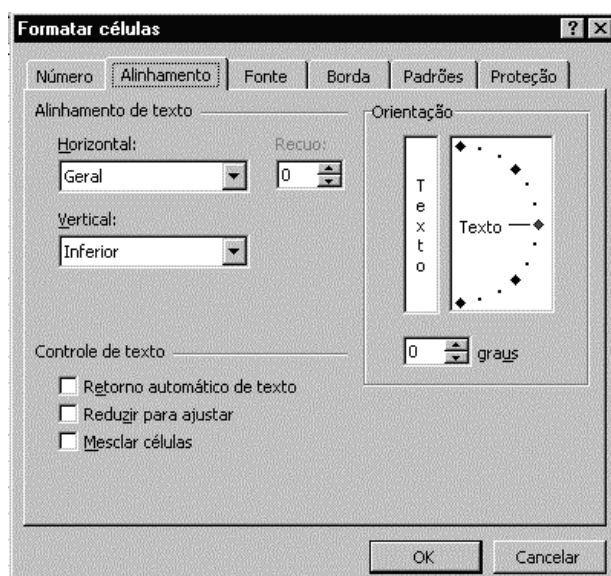 Formatar células
Número Alinhamento Fonte Borda Padrões Proteção
Alinhamento de texto
Horizontal:
Recuo:
Geral
0
Vertical:
Inferior
Orientação
Texto
Texto
0 graus
Controle de texto
Retorno automático de texto
Reduzir para ajustar
Mesclar células
OK
Cancelar